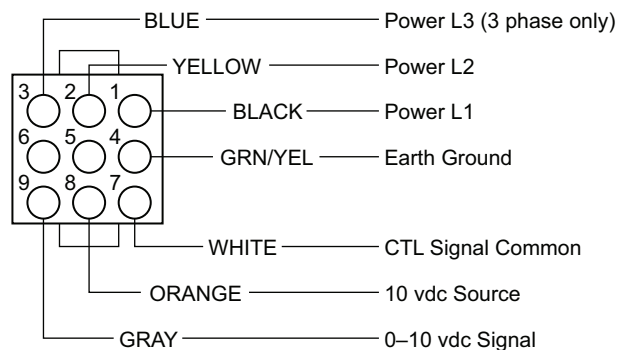 BLUE Power L3 (3 phase only)
YELLOW Power L2
3 2 1
BLACK Power L1
6 5 4
GRN/YEL Earth Ground
9 8 7
WHITE CTL Signal Common
ORANGE 10 vdc Source
GRAY 0–10 vdc Signal